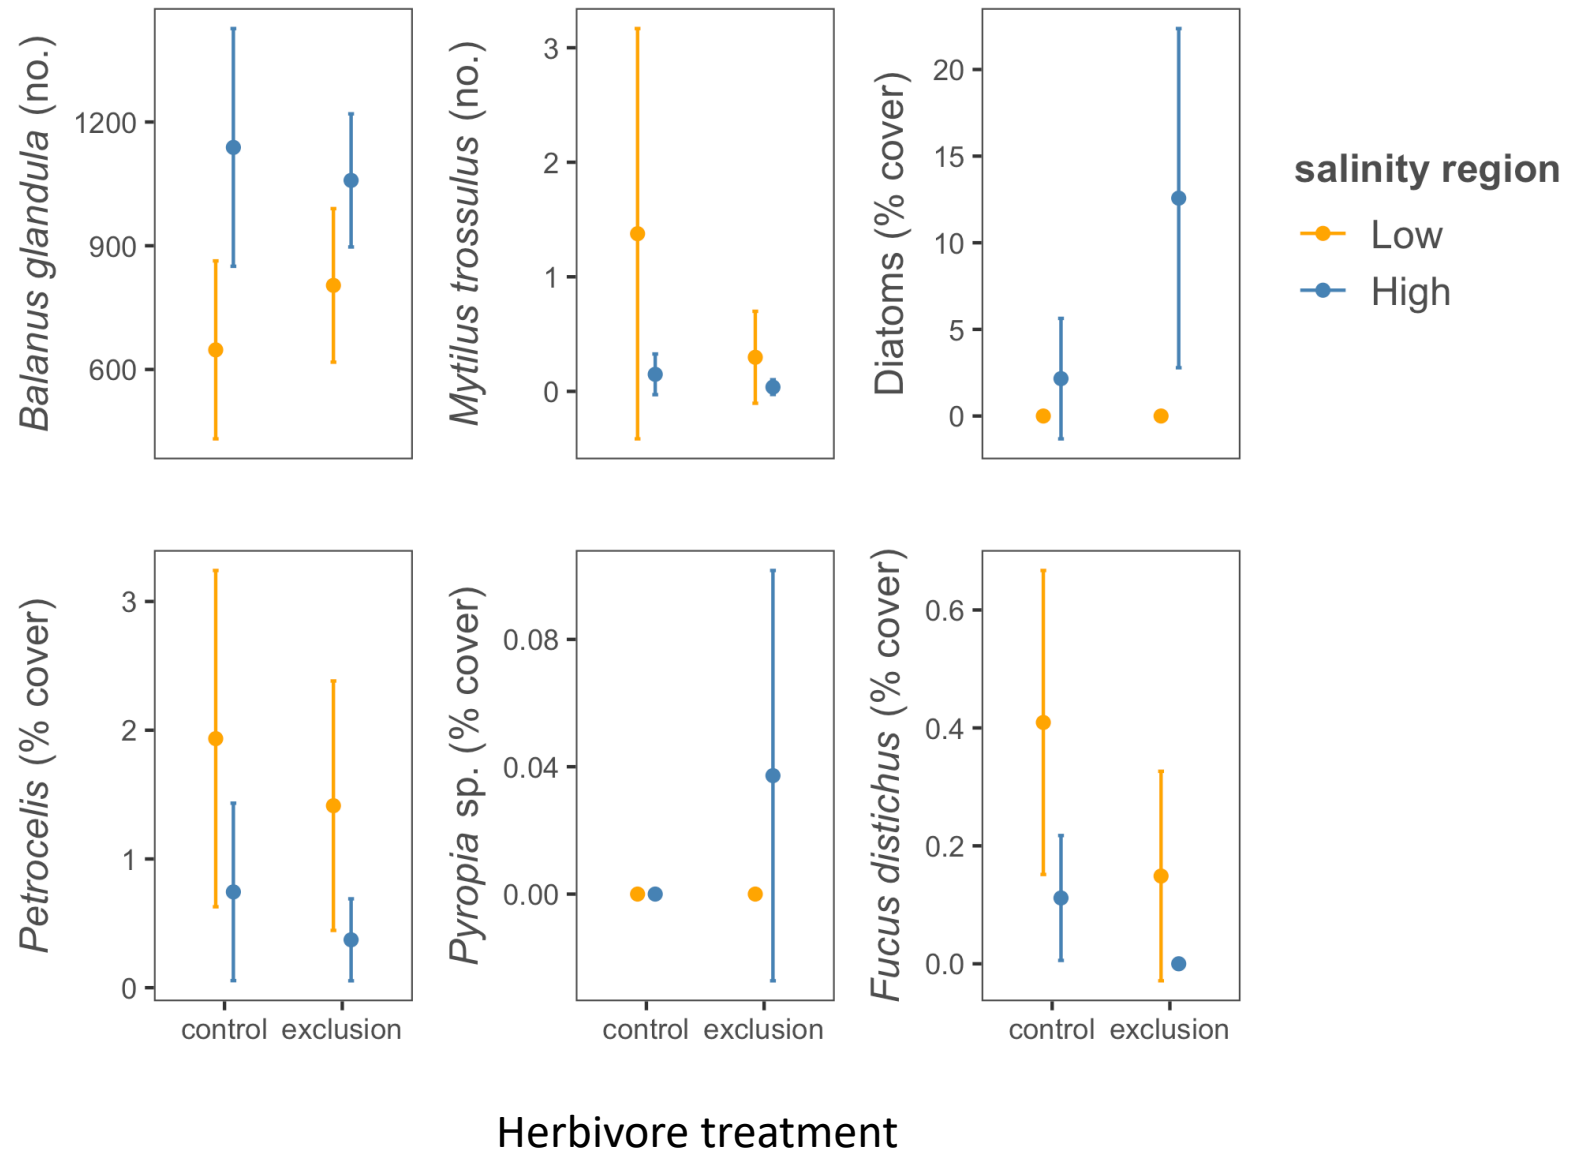 Balanus glandula (no.)
1200
900
600
Mytilus trossulus (no.)
3
2
1
0
Diatoms (% cover)
20
15
10
5
0
salinity region
Low
High
Petrocelis (% cover)
3
2
1
0
control exclusion
Pyropia sp. (% cover)
0.08
0.04
0.00
control exclusion
Fucus distichus (% cover)
0.6
0.4
0.2
0.0
control exclusion
Herbivore treatment